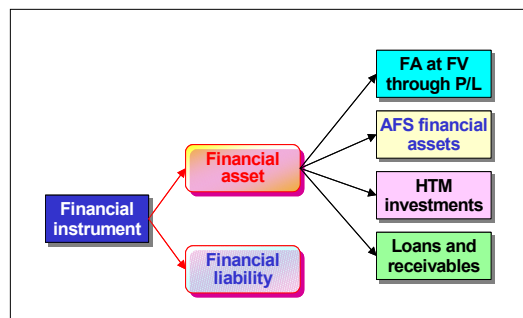 FA at FV
through P/L
AFS financial
assets
Financial
asset
HTM
investments
Financial
instrument
Financial
liability
Loans and
receivables